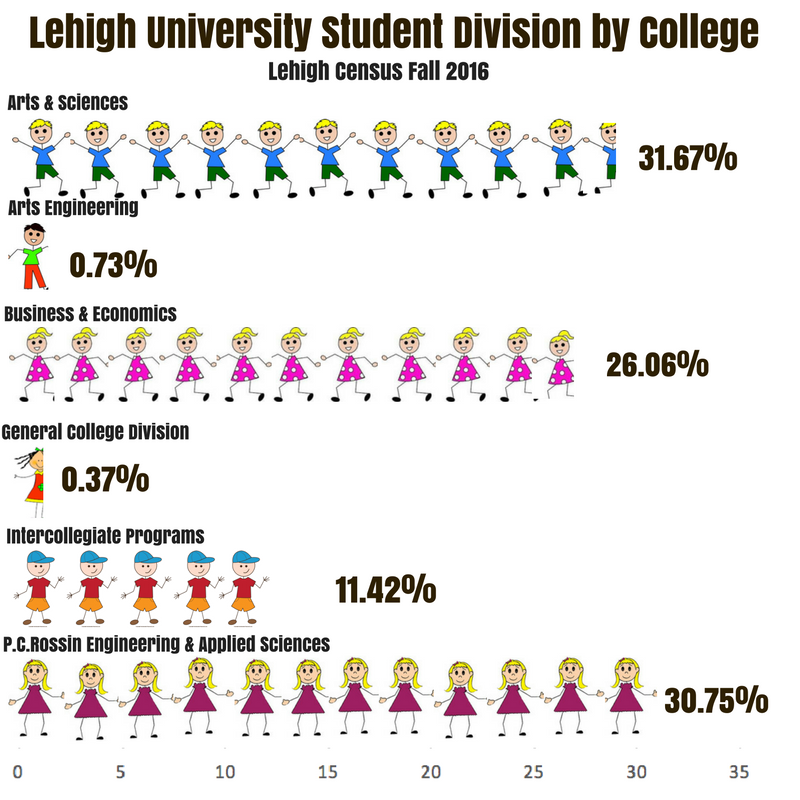 Lehigh University Student Division by College
Lehigh Census Fall 2016
Arts & Sciences
31.67%
Arts Engineering
0.73%
Business & Economics
26.06%
General College Division
0.37%
Intercollegiate Programs
11.42%
P.C.Rossin Engineering & Applied Sciences
30.75%
0 5 10 15 20 25 30 35